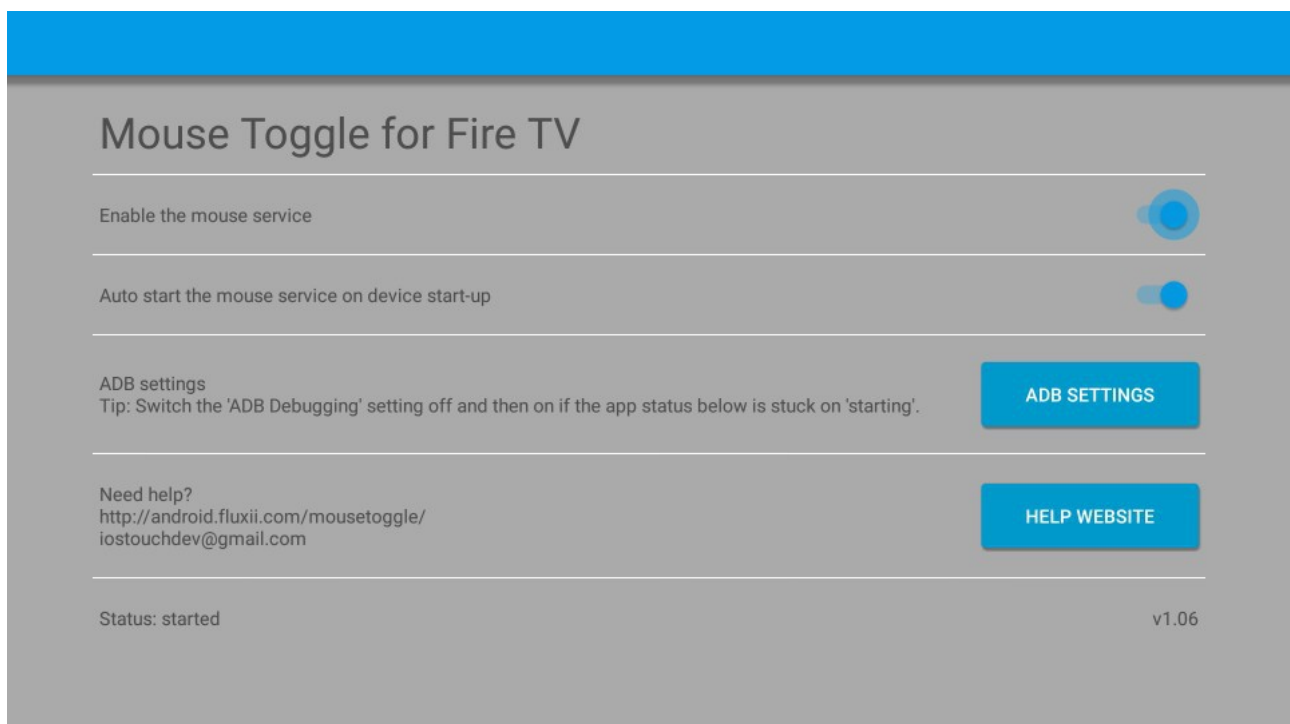 Mouse Toggle for Fire TV
Enable the mouse service
Auto start the mouse service on device start-up
ADB settings
Tip: Switch the 'ADB Debugging' setting off and then on if the app status below is stuck on 'starting'.
ADB SETTINGS
Need help?
http://android.fluxii.com/mousetoggle/
iostouchdev@gmail.com
HELP WEBSITE
Status: started
v1.06